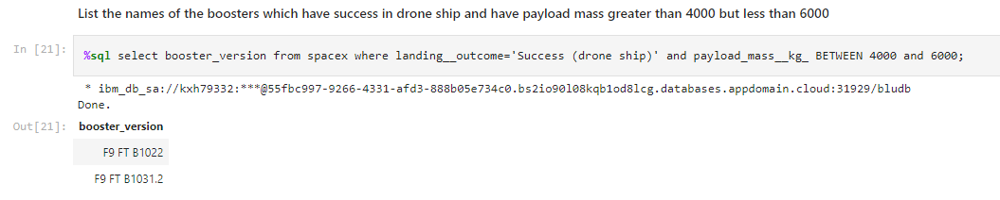 List the names of the boosters which have success in drone ship and have payload mass greater than 4000 but less than 6000
In [21]: %sql select booster_version from spacex where landing__outcome='Success (drone ship)' and payload_mass__kg_ BETWEEN 4000 and 6000;
* ibm_db_sa://kxh79332:***@55fbc997-9266-4331-afd3-888b05e734c0.bs2io90l08kqb1od8lcg.databases.appdomain.cloud:31929/bludb
Done.
Out[21]: booster_version
F9 FT B1022
F9 FT B1031.2